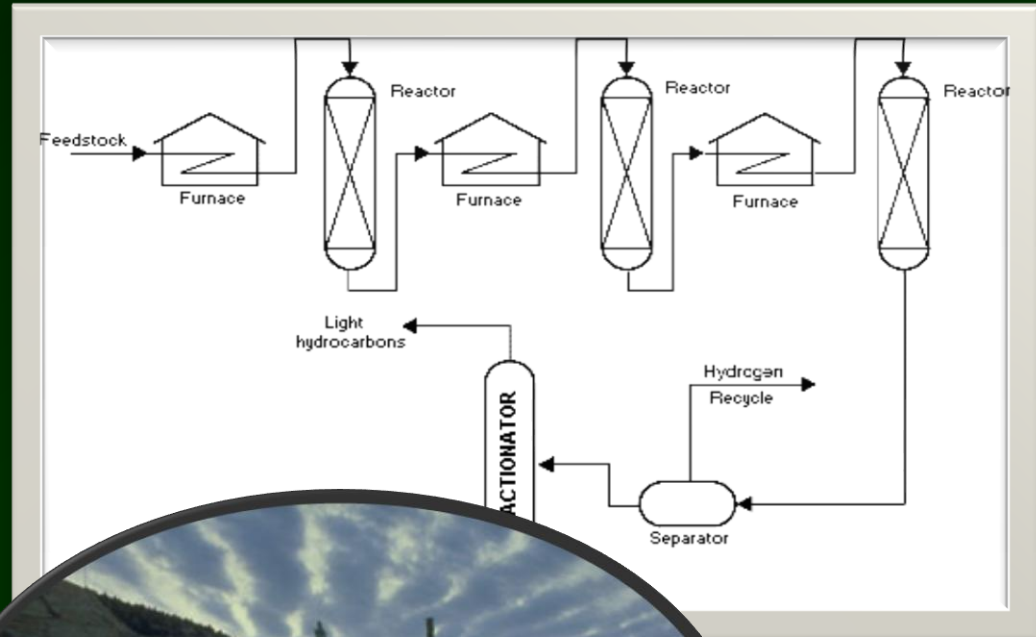 Reactor
Reactor
Reactor
Feedstock
Furnace
Furnace
Furnace
Light
hydrocarbons
Hydrogen
Recycle
ACTIONATOR
Separator